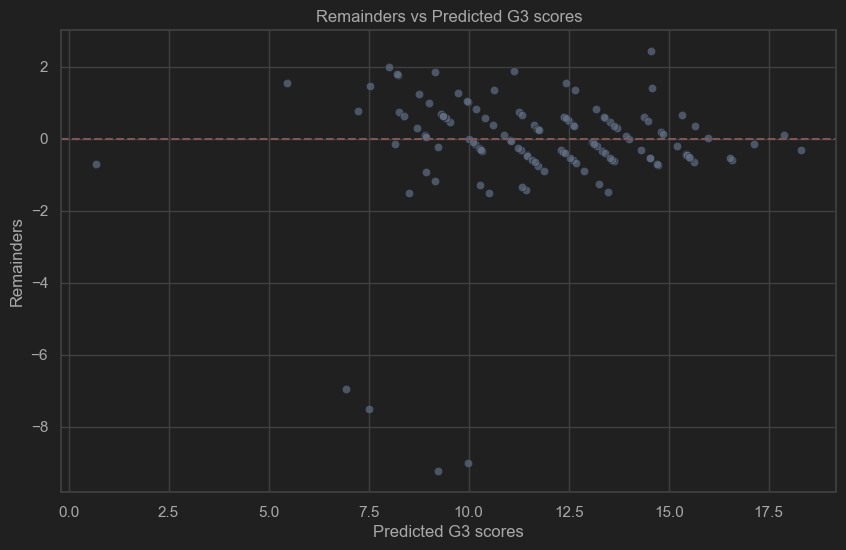 Remainders vs Predicted G3 scores
Remainders
2
0
−2
−4
−6
−8
0.0 2.5 5.0 7.5 10.0 12.5 15.0 17.5
Predicted G3 scores